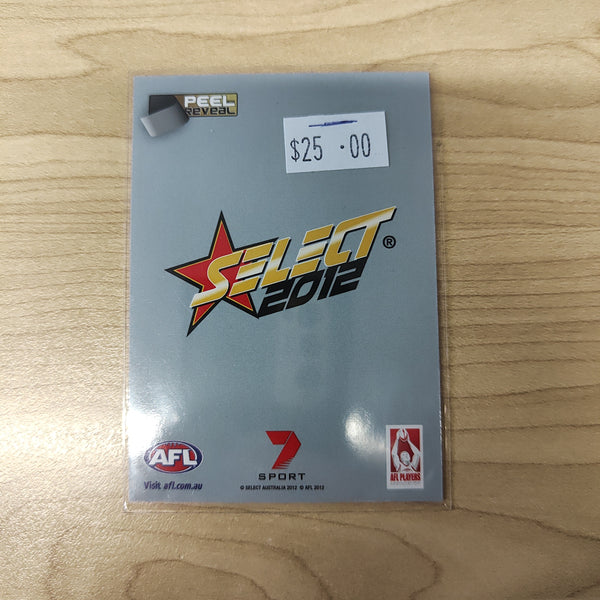 PEEL
REVEAL
$25 .00
SELECT
2012
®
AFL
Visit afl.com.au
7
SPORT
© SELECT AUSTRALIA 2012 © AFL 2012
AFL PLAYERS